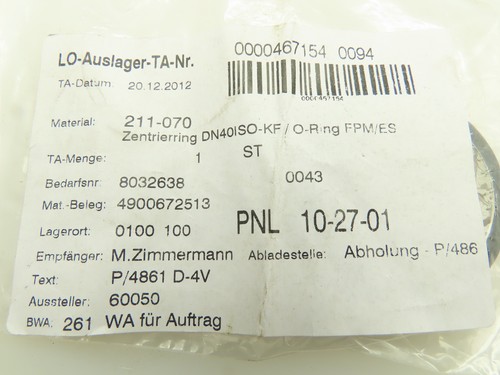 LO-Auslager-TA-Nr. 0000467154 0094
TA-Datum: 20.12.2012
0000467154
Material: 211-070
Zentrierring DN40ISO-KF / O-Ring FPM/ES
TA-Menge: 1 ST
Bedarfsnr: 8032638 0043
Mat.-Beleg: 4900672513
Lagerort: 0100 100 PNL 10-27-01
Empfänger: M.Zimmermann Abladestelle: Abholung - P/486
Text: P/4861 D-4V
Aussteller: 60050
BWA: 261 WA für Auftrag